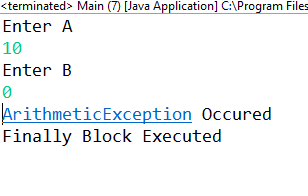 <terminated> Main (7) [Java Application] C:\Program Files
Enter A
10
Enter B
0
ArithmeticException Occured
Finally Block Executed